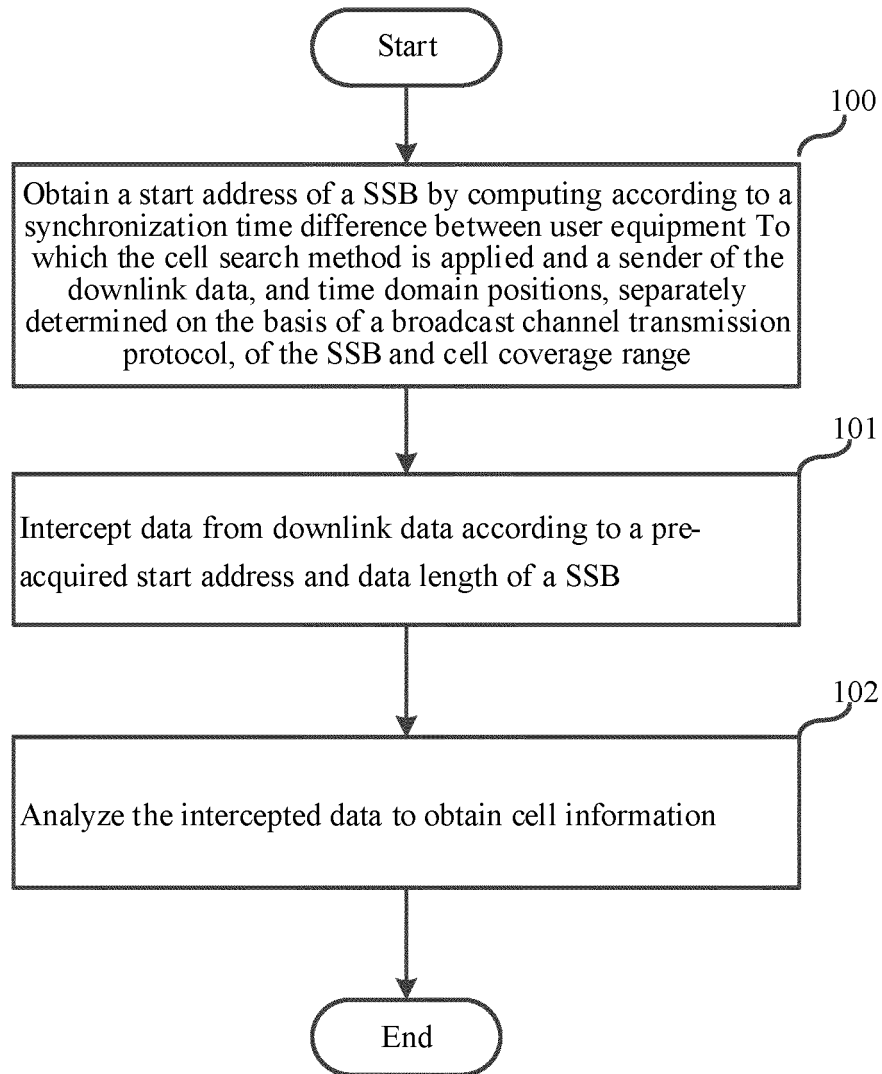 Start
100
Obtain a start address of a SSB by computing according to a
synchronization time difference between user equipment To
which the cell search method is applied and a sender of the
downlink data, and time domain positions, separately
determined on the basis of a broadcast channel transmission
protocol, of the SSB and cell coverage range
101
Intercept data from downlink data according to a pre-
acquired start address and data length of a SSB
102
Analyze the intercepted data to obtain cell information
End